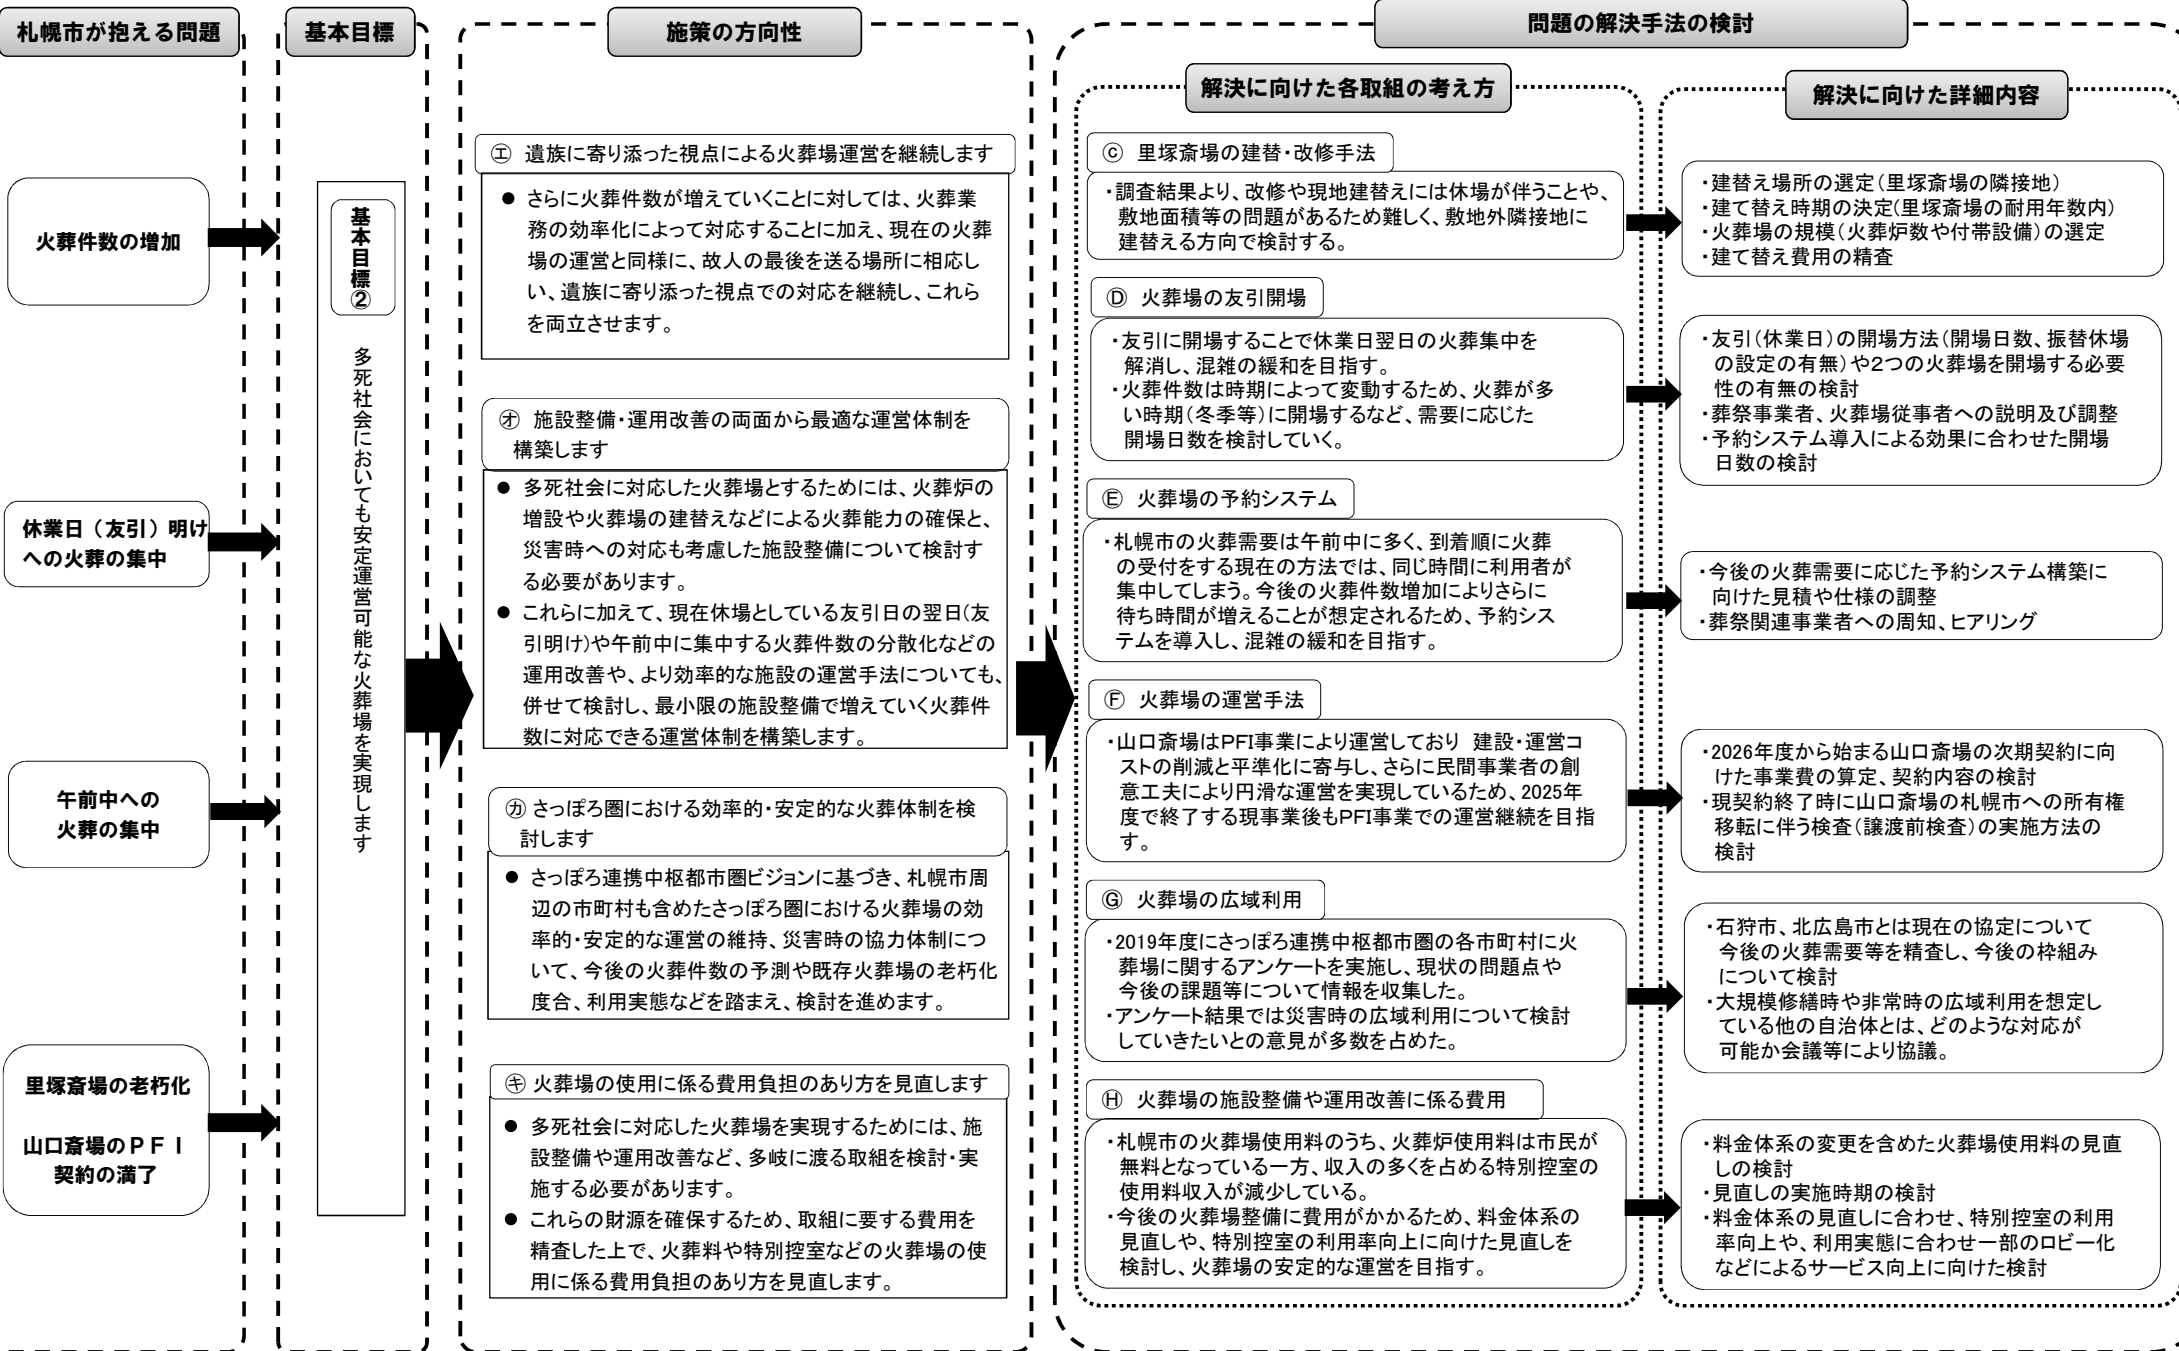 札幌市が抱える問題
火葬件数の増加
休業日（友引）明け
への火葬の集中
午前中への
火葬の集中
里塚斎場の老朽化
山口斎場のＰＦＩ
契約の満了
基本目標
基本目標②
多死社会においても安定運営可能な火葬場を実現します
施策の方向性
㋓ 遺族に寄り添った視点による火葬場運営を継続します
● さらに火葬件数が増えていくことに対しては、火葬業
務の効率化によって対応することに加え、現在の火葬
場の運営と同様に、故人の最後を送る場所に相応し
い、遺族に寄り添った視点での対応を継続し、これら
を両立させます。
㋔ 施設整備・運用改善の両面から最適な運営体制を
構築します
● 多死社会に対応した火葬場とするためには、火葬炉の
増設や火葬場の建替えなどによる火葬能力の確保と、
災害時への対応も考慮した施設整備について検討す
る必要があります。
● これらに加えて、現在休場としている友引日の翌日（友
引明け）や午前中に集中する火葬件数の分散化などの
運用改善や、より効率的な施設の運営手法についても、
併せて検討し、最小限の施設整備で増えていく火葬件
数に対応できる運営体制を構築します。
㋕ さっぽろ圏における効率的・安定的な火葬体制を検
討します
● さっぽろ連携中枢都市圏ビジョンに基づき、札幌市周
辺の市町村も含めたさっぽろ圏における火葬場の効
率的・安定的な運営の維持、災害時の協力体制につ
いて、今後の火葬件数の予測や既存火葬場の老朽化
度合、利用実態などを踏まえ、検討を進めます。
㋖ 火葬場の使用に係る費用負担のあり方を見直します
● 多死社会に対応した火葬場を実現するためには、施
設整備や運用改善など、多岐に渡る取組を検討・実
施する必要があります。
● これらの財源を確保するため、取組に要する費用を
精査した上で、火葬料や特別控室などの火葬場の使
用に係る費用負担のあり方を見直します。
問題の解決手法の検討
解決に向けた各取組の考え方
Ⓒ 里塚斎場の建替・改修手法
・調査結果より、改修や現地建替えには休場が伴うことや、
敷地面積等の問題があるため難しく、敷地外隣接地に
建替える方向で検討する。
Ⓓ 火葬場の友引開場
・友引に開場することで休業日翌日の火葬集中を
解消し、混雑の緩和を目指す。
・火葬件数は時期によって変動するため、火葬が多
い時期（冬季等）に開場するなど、需要に応じた
開場日数を検討していく。
Ⓔ 火葬場の予約システム
・札幌市の火葬需要は午前中に多く、到着順に火葬
の受付をする現在の方法では、同じ時間に利用者が
集中してしまう。今後の火葬件数増加によりさらに
待ち時間が増えることが想定されるため、予約シス
テムを導入し、混雑の緩和を目指す。
Ⓕ 火葬場の運営手法
・山口斎場はPFI事業により運営しており 建設・運営コ
ストの削減と平準化に寄与し、さらに民間事業者の創
意工夫により円滑な運営を実現しているため、2025年
度で終了する現事業後もPFI事業での運営継続を目指
す。
Ⓖ 火葬場の広域利用
・2019年度にさっぽろ連携中枢都市圏の各市町村に火
葬場に関するアンケートを実施し、現状の問題点や
今後の課題等について情報を収集した。
・アンケート結果では災害時の広域利用について検討
していきたいとの意見が多数を占めた。
Ⓗ 火葬場の施設整備や運用改善に係る費用
・札幌市の火葬場使用料のうち、火葬炉使用料は市民が
無料となっている一方、収入の多くを占める特別控室の
使用料収入が減少している。
・今後の火葬場整備に費用がかかるため、料金体系の
見直しや、特別控室の利用率向上に向けた見直しを
検討し、火葬場の安定的な運営を目指す。
解決に向けた詳細内容
・建替え場所の選定（里塚斎場の隣接地）
・建て替え時期の決定（里塚斎場の耐用年数内）
・火葬場の規模（火葬炉数や付帯設備）の選定
・建て替え費用の精査
・友引（休業日）の開場方法（開場日数、振替休場
の設定の有無）や2つの火葬場を開場する必要
性の有無の検討
・葬祭事業者、火葬場従事者への説明及び調整
・予約システム導入による効果に合わせた開場
日数の検討
・今後の火葬需要に応じた予約システム構築に
向けた見積や仕様の調整
・葬祭関連事業者への周知、ヒアリング
・2026年度から始まる山口斎場の次期契約に向
けた事業費の算定、契約内容の検討
・現契約終了時に山口斎場の札幌市への所有権
移転に伴う検査（譲渡前検査）の実施方法の
検討
・石狩市、北広島市とは現在の協定について
今後の火葬需要等を精査し、今後の枠組み
について検討
・大規模修繕時や非常時の広域利用を想定し
ている他の自治体とは、どのような対応が
可能か会議等により協議。
・料金体系の変更を含めた火葬場使用料の見直
しの検討
・見直しの実施時期の検討
・料金体系の見直しに合わせ、特別控室の利用
率向上や、利用実態に合わせ一部のロビー化
などによるサービス向上に向けた検討